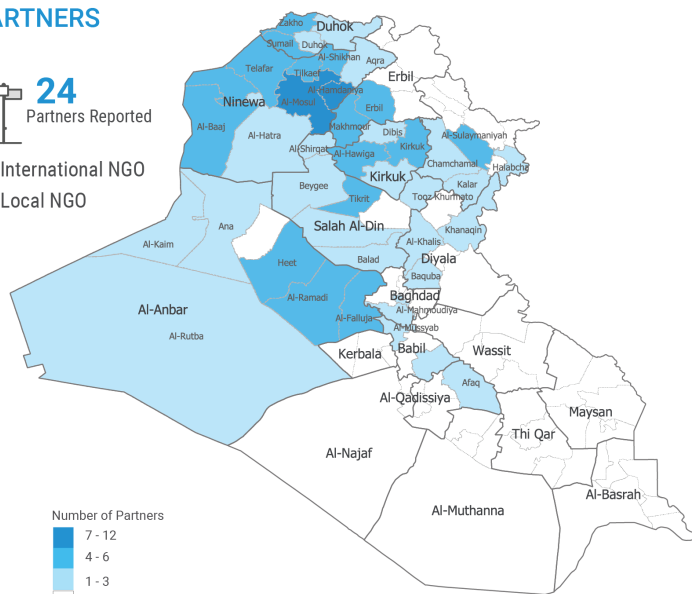 ARTNERS
24
Partners Reported
International NGO
Local NGO
Zakho
Duhok
Sumail
Duhok
Al-Shikhan
Aqra
Telafar
Tilkaef
Erbil
Al-Hamdaniya
Ninewa
Al-Mosul
Erbil
Al-Baaj
Al-Hatra
Makhmour
Dibis
Al-Sulaymaniyah
Al-Shirqat
Al-Hawiga
Kirkuk
Chamchamal
Halabcha
Kirkuk
Beygee
Kalar
Tikrit
Tooz Khurmato
Ana
Salah Al-Din
Khanaqin
Al-Kaim
Al-Khalis
Heet
Balad
Diyala
Baquba
Al-Ramadi
Baghdad
Al-Anbar
Al-Falluja
Al-Mahmoudiya
Al-Mussyab
Al-Rutba
Kerbala
Babil
Wassit
Afaq
Al-Qadissiya
Maysan
Thi Qar
Al-Najaf
Al-Basrah
Al-Muthanna
Number of Partners
7 - 12
4 - 6
1 - 3